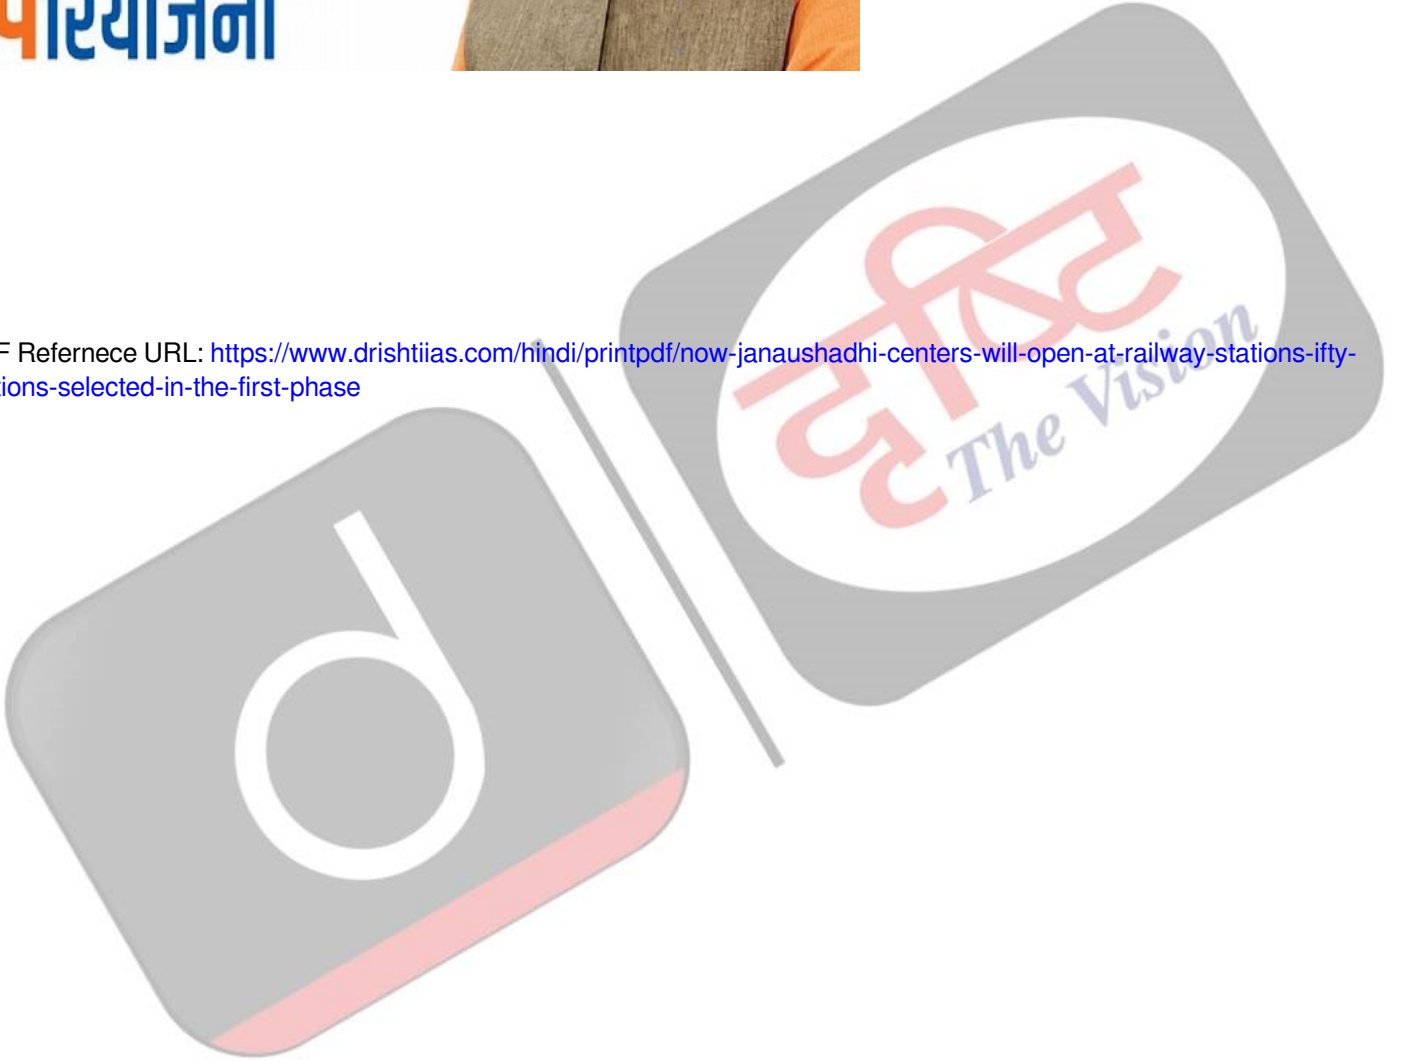 परियोजना
F Refernece URL: https://www.drishtiias.com/hindi/printpdf/now-janaushadhi-centers-will-open-at-railway-stations-ifty-
tions-selected-in-the-first-phase
दृष्टि
The Vision
d